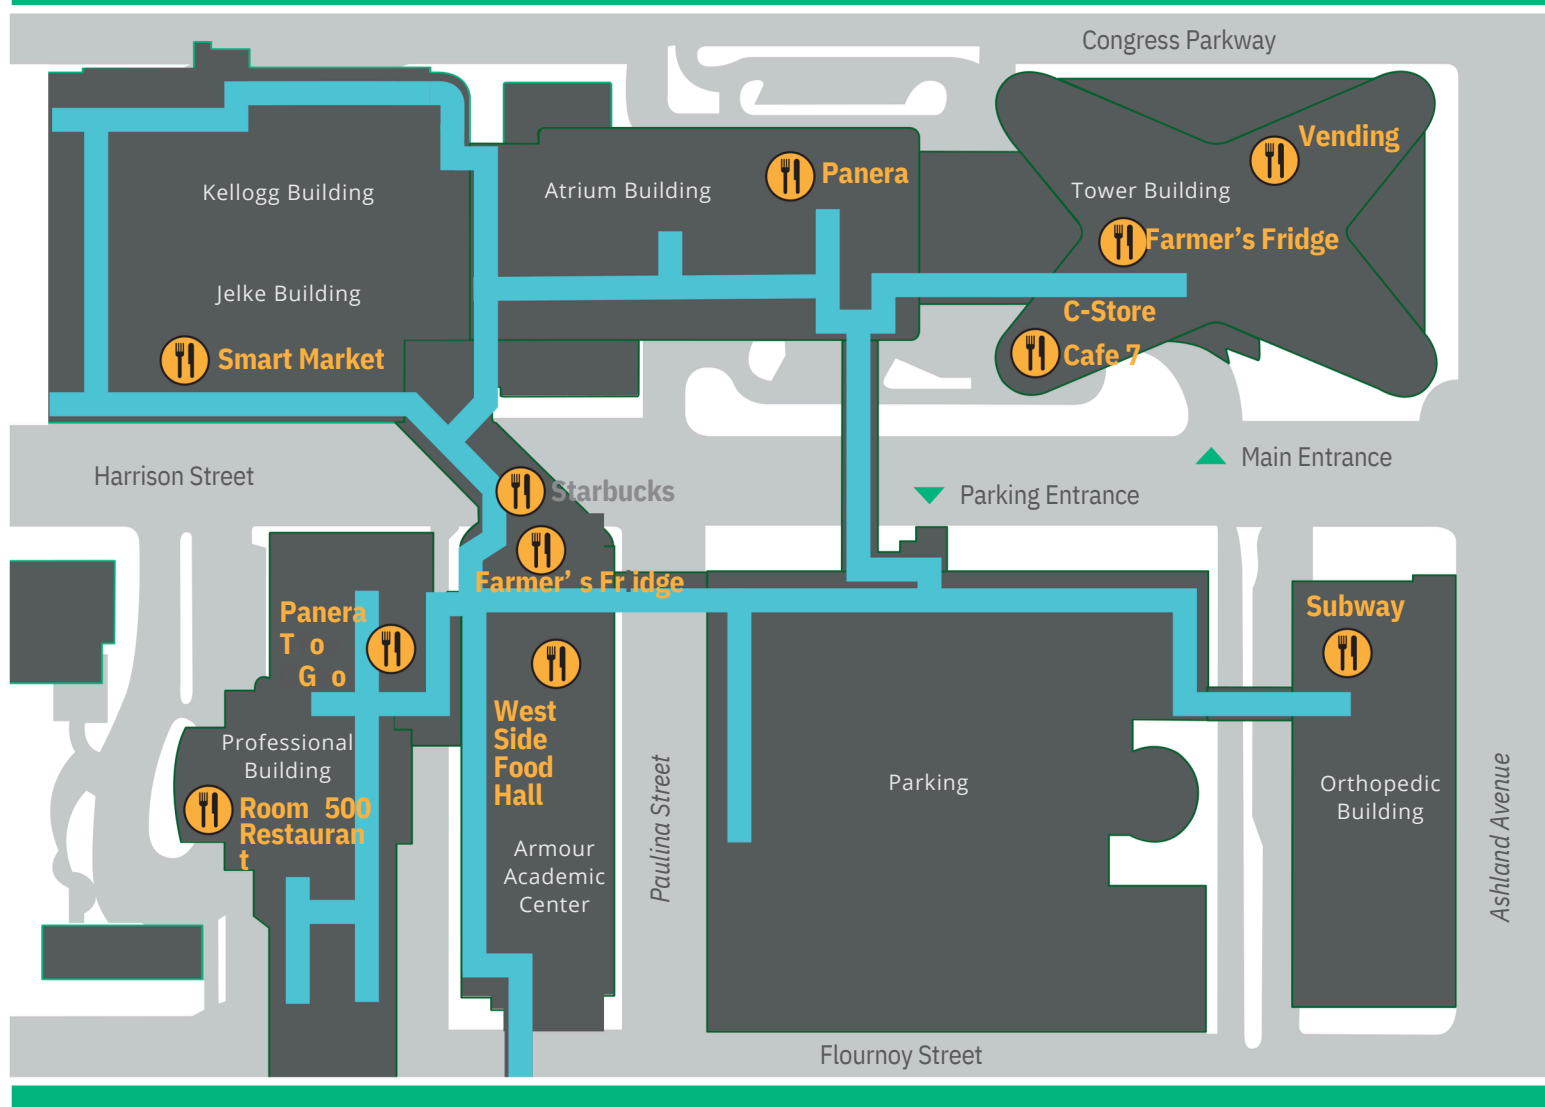 Congress Parkway
Vending
Panera
Kellogg Building
Atrium Building
Tower Building
Farmer's Fridge
Jelke Building
C-Store
Smart Market
Cafe 7
Main Entrance
Harrison Street
Starbucks
Parking Entrance
Farmer' s Fr idge
Panera
T o
G o
Subway
West
Side
Food
Hall
Professional
Building
Room 500
Restauran
t
Parking
Orthopedic
Building
Paulina Street
Ashland Avenue
Armour
Academic
Center
Flournoy Street